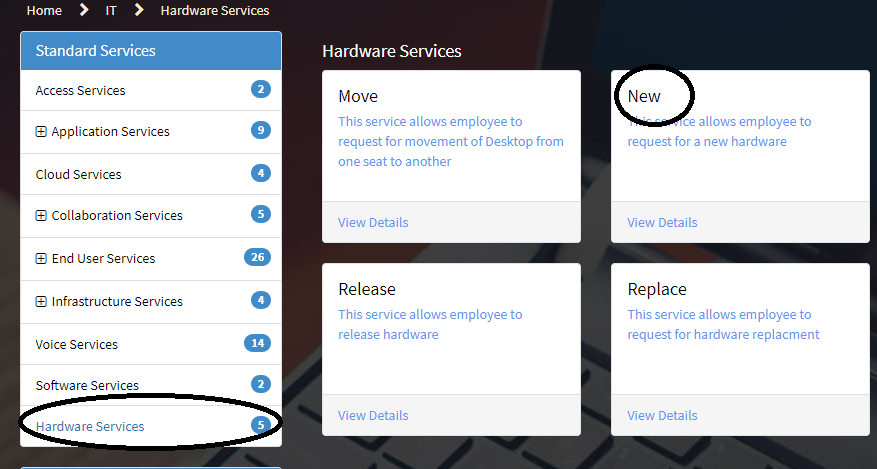 Home > IT > Hardware Services
Standard Services
Access Services 2
Application Services 9
Cloud Services 4
Collaboration Services 5
End User Services 26
Infrastructure Services 4
Voice Services 14
Software Services 2
Hardware Services 5
Hardware Services
Move
This service allows employee to
request for movement of Desktop from
one seat to another
View Details
New
This service allows employee to
request for a new hardware
View Details
Release
This service allows employee to
release hardware
View Details
Replace
This service allows employee to
request for hardware replacment
View Details